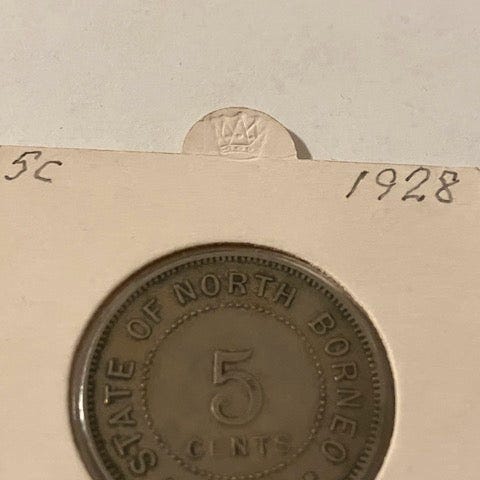 5c 1928
STATE OF NORTH BORNEO
5
CENTS